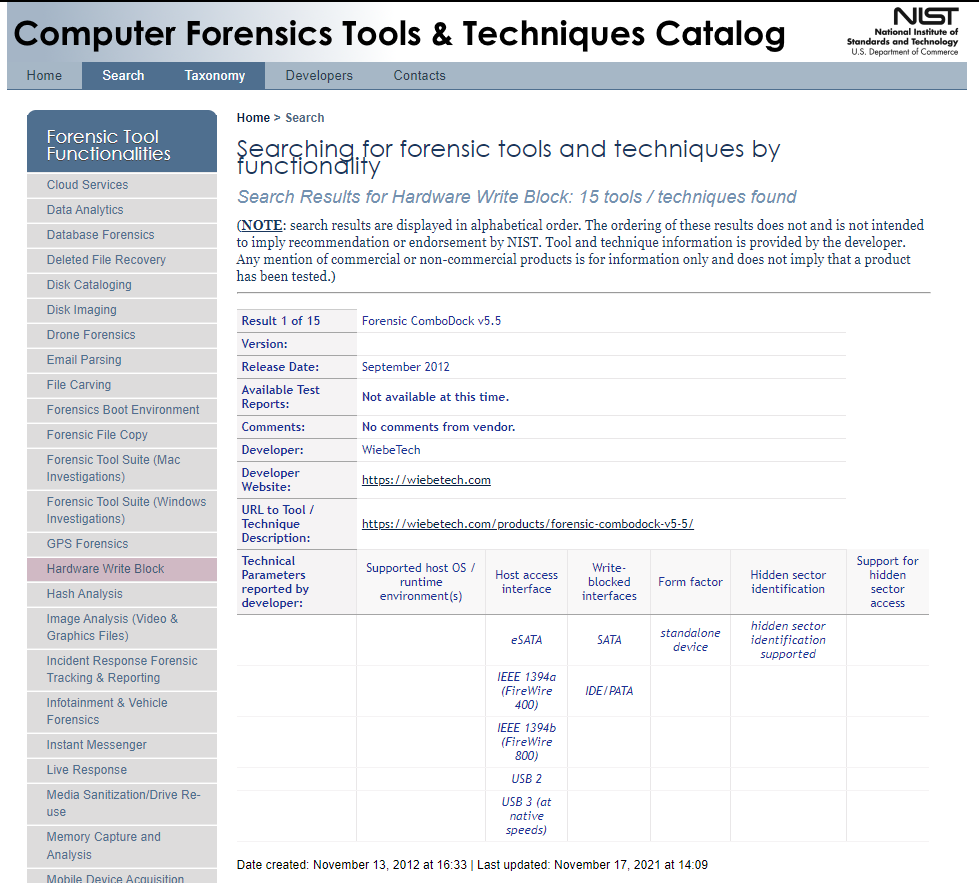 Computer Forensics Tools & Techniques Catalog
NIST
National Institute of
Standards and Technology
U.S. Department of Commerce
Home Search Taxonomy Developers Contacts
Forensic Tool
Functionalities
Cloud Services
Data Analytics
Database Forensics
Deleted File Recovery
Disk Cataloging
Disk Imaging
Drone Forensics
Email Parsing
File Carving
Forensics Boot Environment
Forensic File Copy
Forensic Tool Suite (Mac
Investigations)
Forensic Tool Suite (Windows
Investigations)
GPS Forensics
Hardware Write Block
Hash Analysis
Image Analysis (Video &
Graphics Files)
Incident Response Forensic
Tracking & Reporting
Infotainment & Vehicle
Forensics
Instant Messenger
Live Response
Media Sanitization/Drive Re-
use
Memory Capture and
Analysis
Mobile Device Acquisition
Home > Search
Searching for forensic tools and techniques by
functionality
Search Results for Hardware Write Block: 15 tools / techniques found
(NOTE: search results are displayed in alphabetical order. The ordering of these results does not and is not intended
to imply recommendation or endorsement by NIST. Tool and technique information is provided by the developer.
Any mention of commercial or non-commercial products is for information only and does not imply that a product
has been tested.)
Result 1 of 15 Forensic ComboDock v5.5
Version:
Release Date: September 2012
Available Test
Reports:
Not available at this time.
Comments: No comments from vendor.
Developer: WiebeTech
Developer
Website:
https://wiebetech.com
URL to Tool /
Technique
Description:
https://wiebetech.com/products/forensic-combodock-v5-5/
Technical
Parameters
reported by
developer:
Supported host OS /
runtime
environment(s)
Host access
interface
Write-
blocked
interfaces
Form factor
Hidden sector
identification
Support for
hidden
sector
access
eSATA
SATA
standalone
device
hidden sector
identification
supported
IEEE 1394a
(FireWire
400)
IDE/PATA
IEEE 1394b
(FireWire
800)
USB 2
USB 3 (at
native
speeds)
Date created: November 13, 2012 at 16:33 | Last updated: November 17, 2021 at 14:09